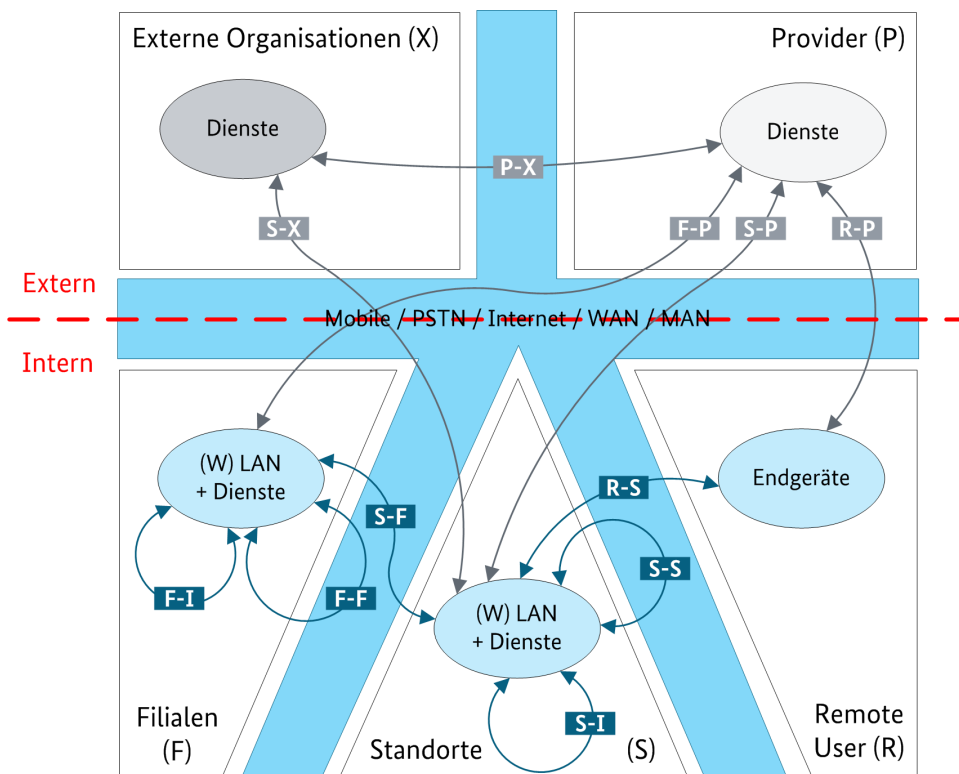 Externe Organisationen (X)
Provider (P)
Dienste
Dienste
P-X
S-X
F-P
S-P
R-P
Extern
Mobile / PSTN / Internet / WAN / MAN
Intern
(W) LAN
+ Dienste
Endgeräte
R-S
S-F
S-S
F-I
F-F
(W) LAN
+ Dienste
Filialen
(F)
S-I
Standorte
(S)
Remote
User (R)